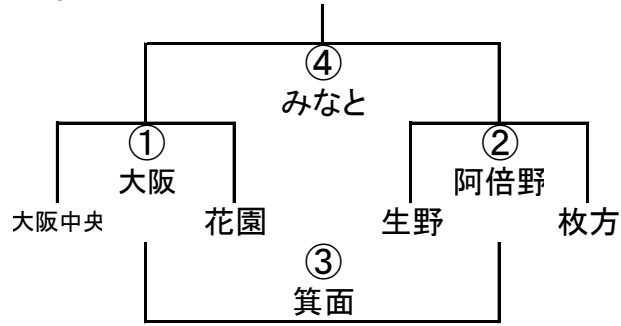 ④
みなと
① ②
大阪 阿倍野
大阪中央 花園 生野 枚方
③
箕面